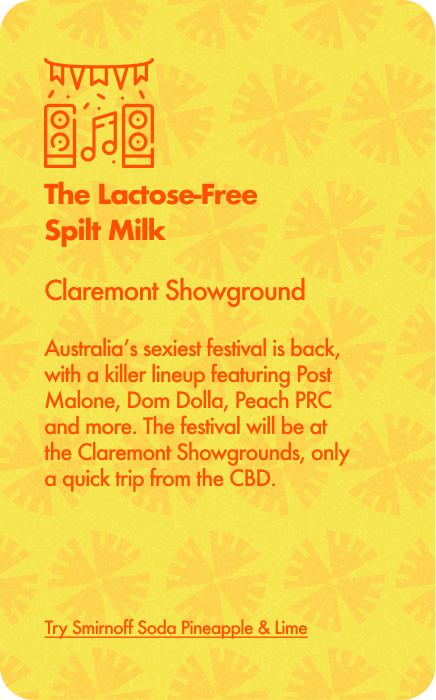 The Lactose-Free
Spilt Milk
Claremont Showground
Australia's sexiest festival is back,
with a killer lineup featuring Post
Malone, Dom Dolla, Peach PRC
and more. The festival will be at
the Claremont Showgrounds, only
a quick trip from the CBD.
Try Smirnoff Soda Pineapple & Lime